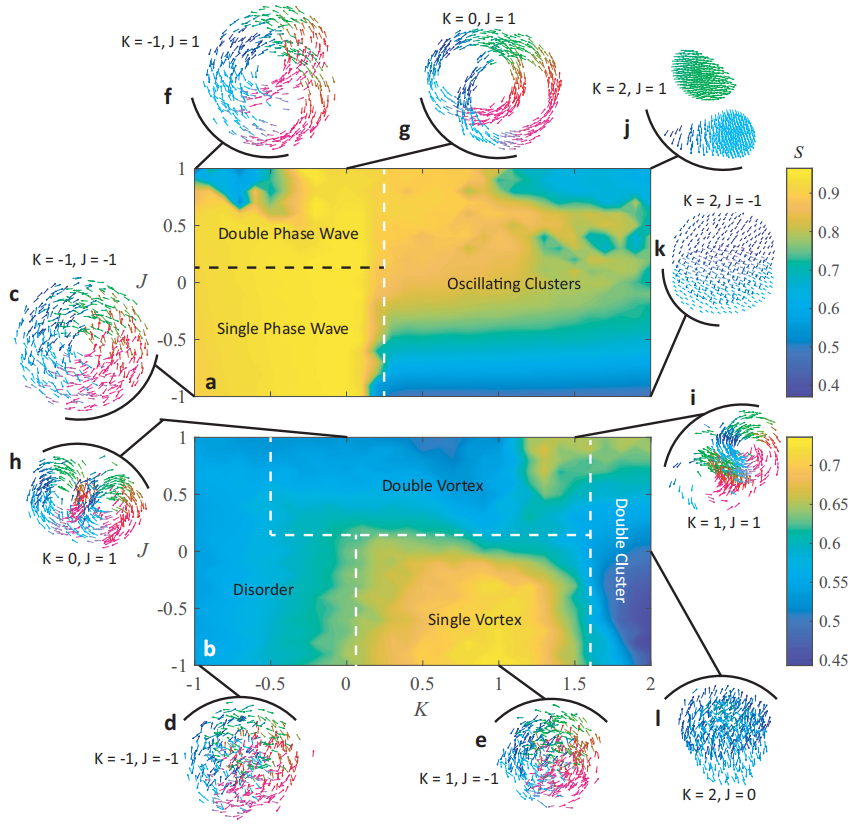 K = -1, J = 1
f
K = 0, J = 1
g
K = 2, J = 1
j
S
1
0.5
0
-0.5
-1
J
Double Phase Wave
Single Phase Wave
Oscillating Clusters
a
0.9
0.8
0.7
0.6
0.5
0.4
K = 2, J = -1
k
K = -1, J = -1
c
i
K = 1, J = 1
h
K = 0, J = 1
1
0.5
0
-0.5
-1
J
Double Vortex
Disorder
Single Vortex
Double Cluster
b
0.7
0.65
0.6
0.55
0.5
0.45
-1
-0.5
0
0.5
1
1.5
2
K
d
K = -1, J = -1
e
K = 1, J = -1
l
K = 2, J = 0